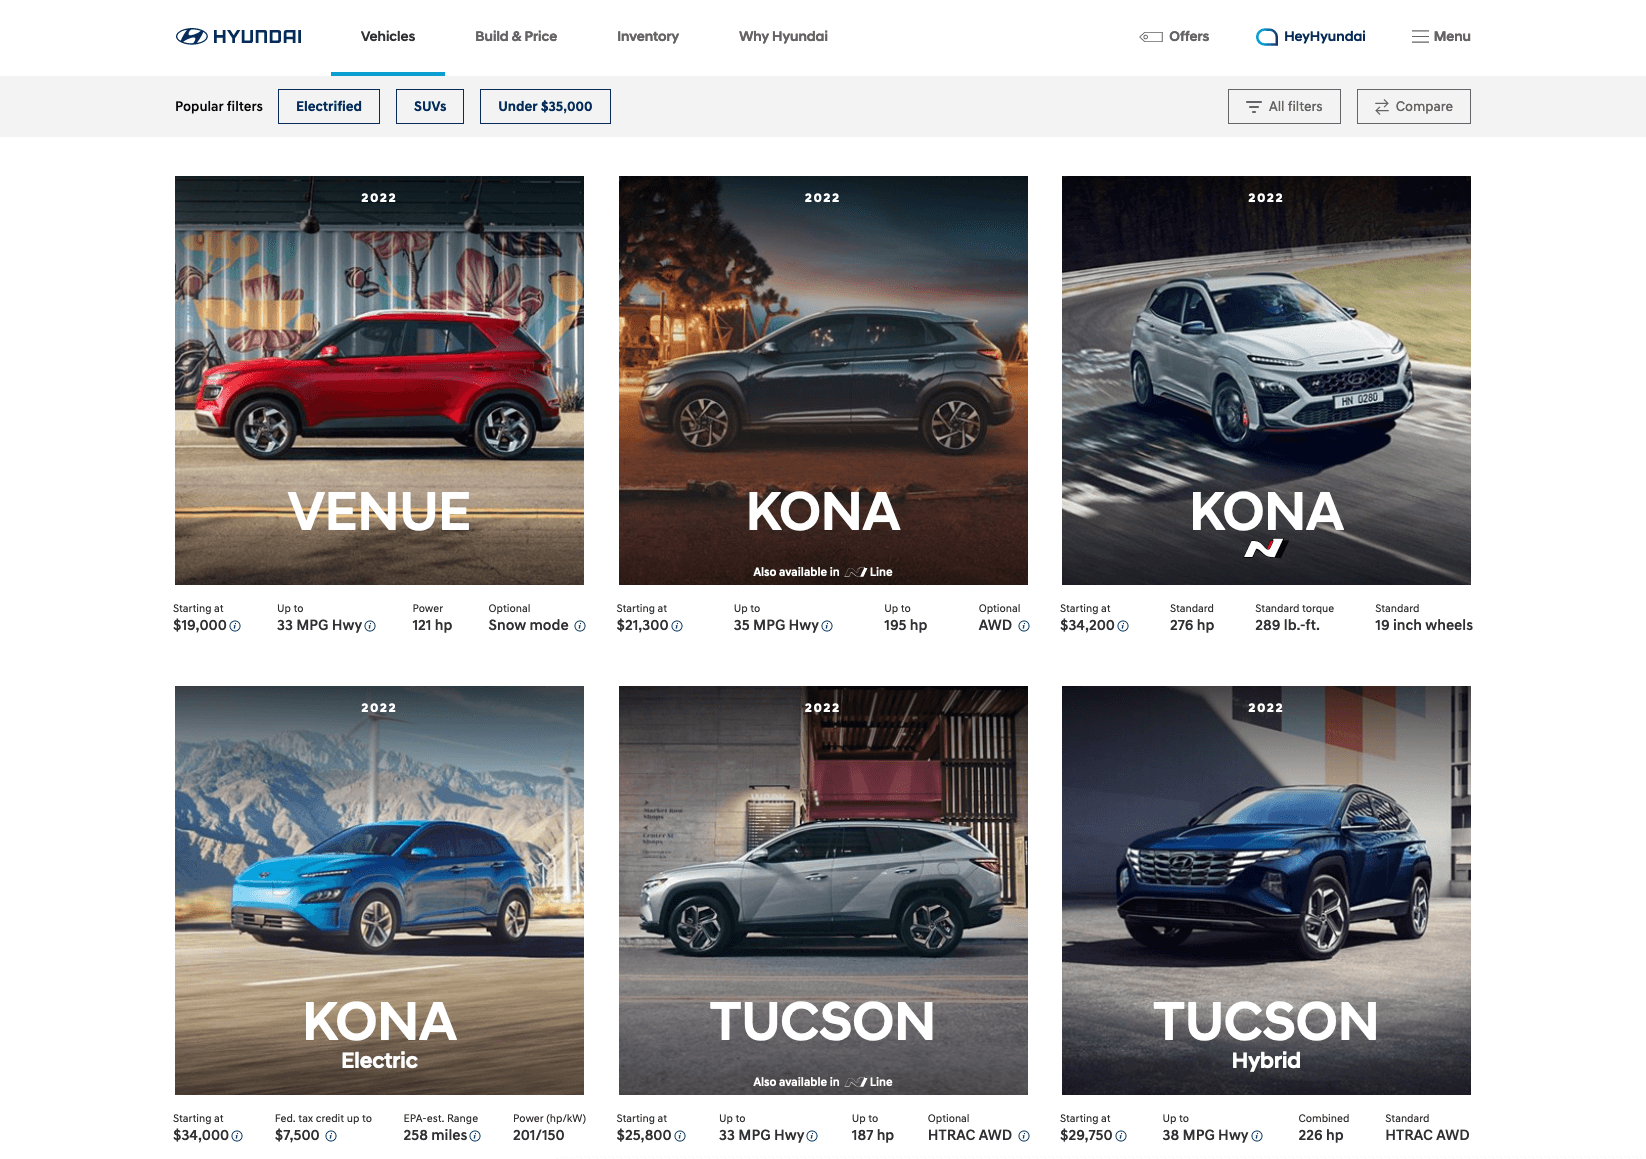 HYUNDAI
Vehicles
Build & Price
Inventory
Why Hyundai
Offers
HeyHyundai
Menu
Popular filters
Electrified
SUVs
Under $35,000
All filters
Compare
2022
VENUE
Starting at
$19,000
Up to
33 MPG Hwy
Power
121 hp
Optional
Snow mode
2022
KONA
Also available in N Line
Starting at
$21,300
Up to
35 MPG Hwy
Up to
195 hp
Optional
AWD
2022
HN 0280
KONA
N
Starting at
$34,200
Standard
276 hp
Standard torque
289 lb.-ft.
Standard
19 inch wheels
2022
KONA
Electric
Starting at
$34,000
Fed. tax credit up to
$7,500
EPA-est. Range
258 miles
Power (hp/kW)
201/150
2022
Market Row
Shops
Center St
Shops
TUCSON
Also available in N Line
Starting at
$25,800
Up to
33 MPG Hwy
Up to
187 hp
Optional
HTRAC AWD
2022
TUCSON
Hybrid
Starting at
$29,750
Up to
38 MPG Hwy
Combined
226 hp
Standard
HTRAC AWD